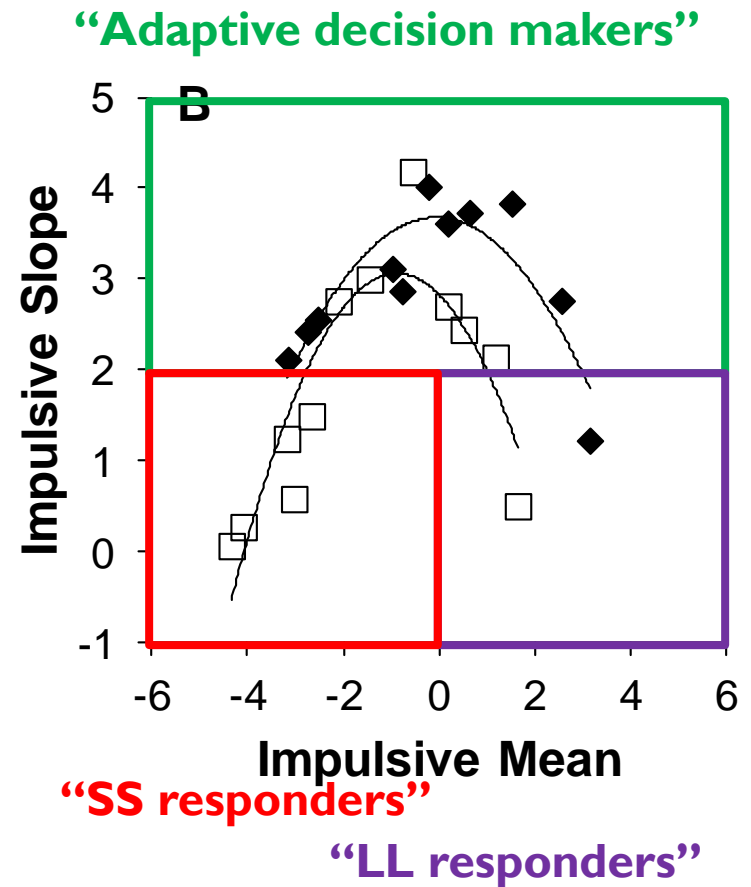 “Adaptive decision makers”
B
5
4
3
2
1
0
-1
Impulsive Slope
-6 -4 -2 0 2 4 6
Impulsive Mean
“SS responders”
“LL responders”